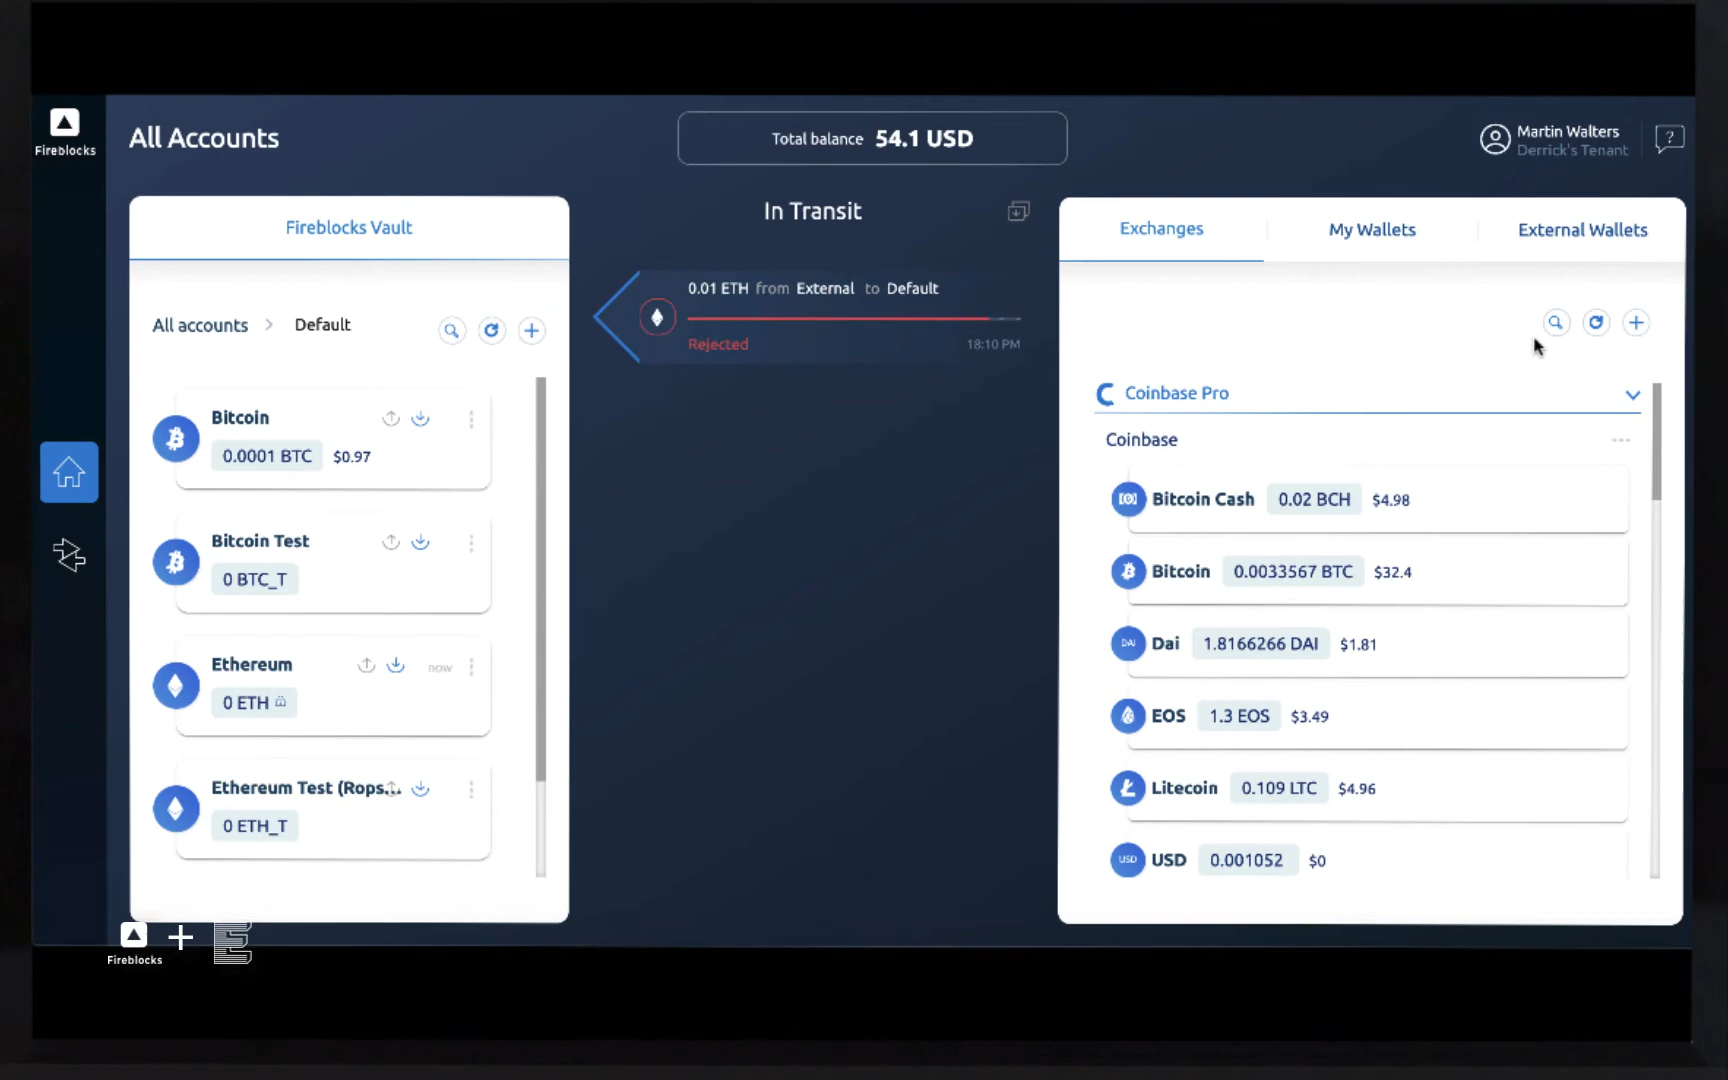 Fireblocks
All Accounts
Total balance 54.1 USD
Martin Walters
Derrick's Tenant
?
Fireblocks Vault
All accounts > Default
Bitcoin
0.0001 BTC $0.97
Bitcoin Test
0 BTC_T
Ethereum now
0 ETH
Ethereum Test (Rops...
0 ETH_T
In Transit
0.01 ETH from External to Default
Rejected 18:10 PM
Exchanges My Wallets External Wallets
Coinbase Pro
Coinbase
Bitcoin Cash 0.02 BCH $4.98
Bitcoin 0.0033567 BTC $32.4
DAI Dai 1.8166266 DAI $1.81
EOS 1.3 EOS $3.49
Litecoin 0.109 LTC $4.96
USD USD 0.001052 $0
Fireblocks + E